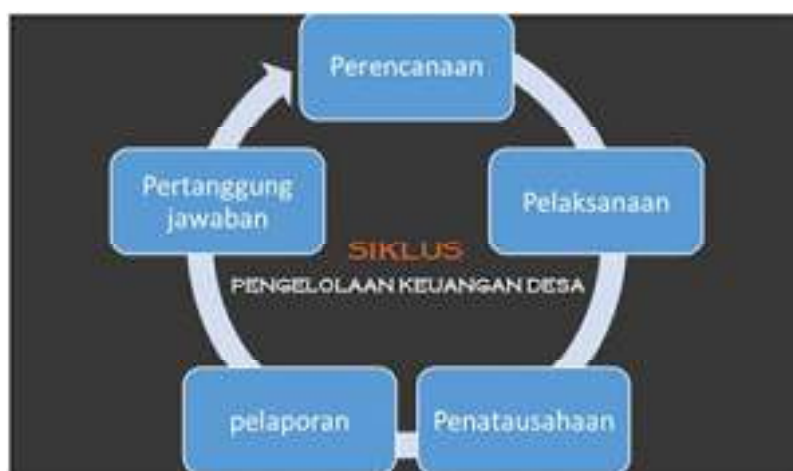 Perencanaan
Pelaksanaan
Penatausahaan
pelaporan
Pertanggung
jawaban
SIKLUS
PENGELOLAAN KEUANGAN DESA